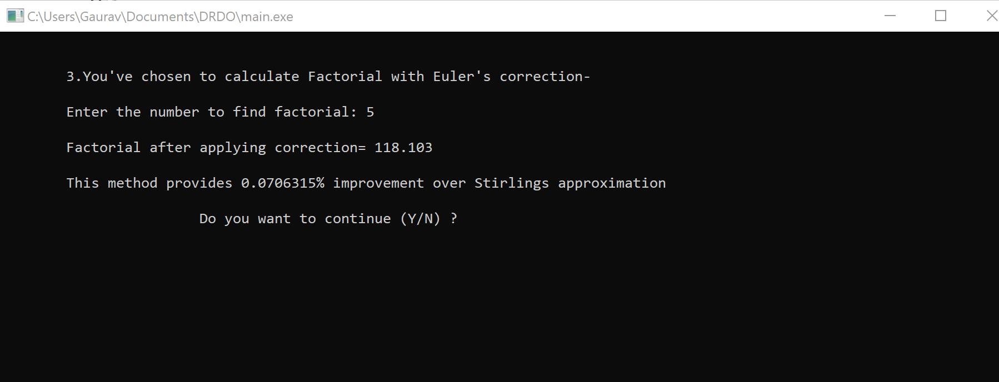 C:\Users\Gaurav\Documents\DRDO\main.exe
3.You've chosen to calculate Factorial with Euler's correction-
Enter the number to find factorial: 5
Factorial after applying correction= 118.103
This method provides 0.0706315% improvement over Stirlings approximation
Do you want to continue (Y/N) ?